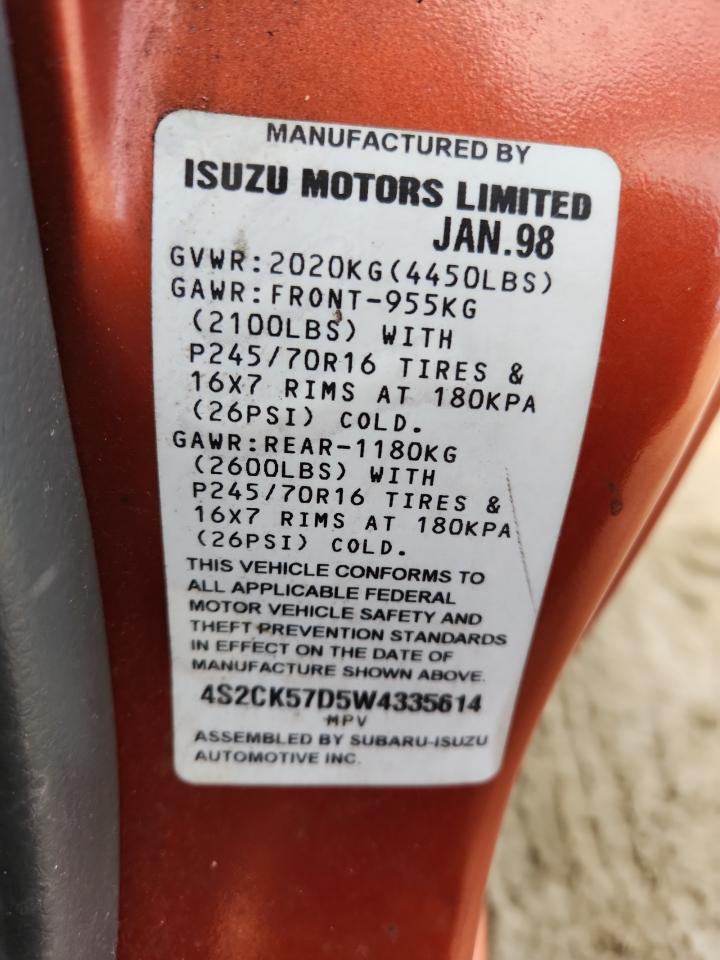 MANUFACTURED BY
ISUZU MOTORS LIMITED
JAN.98
GVWR:2020KG(4450LBS)
GAWR:FRONT-955KG
(2100LBS) WITH
P245/70R16 TIRES &
16X7 RIMS AT 180KPA
(26PSI) COLD.
GAWR:REAR-1180KG
(2600LBS) WITH
P245/70R16 TIRES &
16X7 RIMS AT 180KPA
(26PSI) COLD.
THIS VEHICLE CONFORMS TO
ALL APPLICABLE FEDERAL
MOTOR VEHICLE SAFETY AND
THEFT PREVENTION STANDARDS
IN EFFECT ON THE DATE OF
MANUFACTURE SHOWN ABOVE.
4S2CK57D5W4335614
MPV
ASSEMBLED BY SUBARU-ISUZU
AUTOMOTIVE INC.